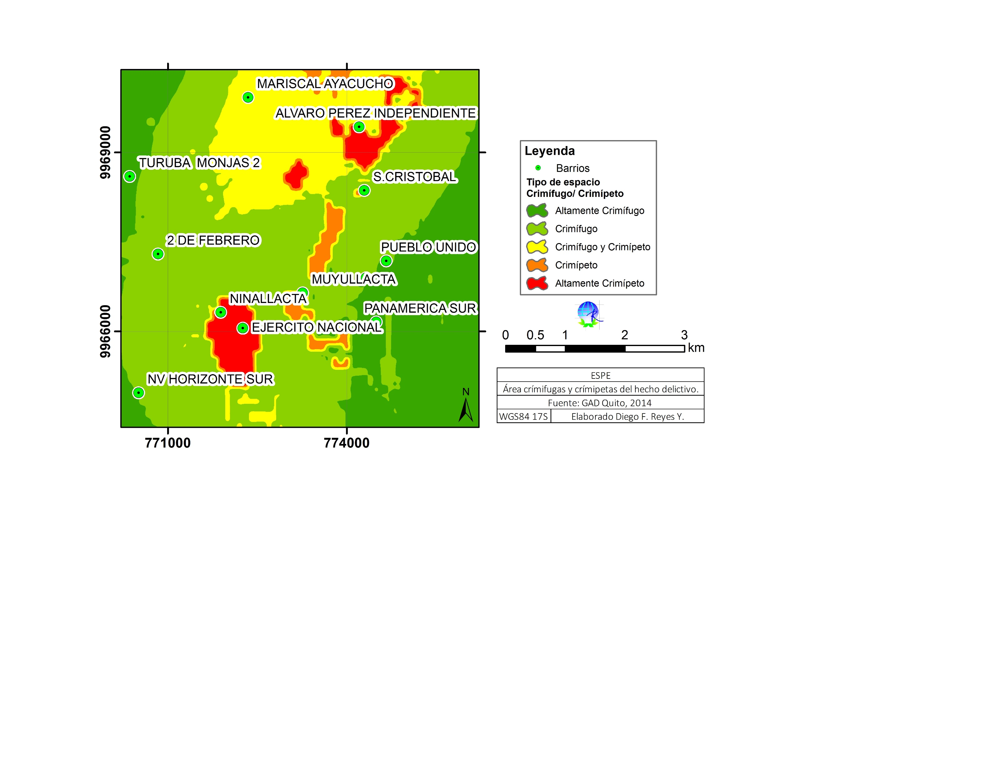 MARISCAL AYACUCHO
ALVARO PEREZ INDEPENDIENTE
TURUBA MONJAS 2
S.CRISTOBAL
2 DE FEBRERO
PUEBLO UNIDO
MUYULLACTA
NINALLACTA
PANAMERICA SUR
EJERCITO NACIONAL
NV HORIZONTE SUR
N
9969000
9966000
771000
774000
Leyenda
Barrios
Tipo de espacio
Crimífugo/ Crimípeto
Altamente Crimífugo
Crimífugo
Crimífugo y Crimípeto
Crimípeto
Altamente Crimípeto
R
0 0.5 1 2 3
km
ESPE
Área crímifugas y crímipetas del hecho delictivo.
Fuente: GAD Quito, 2014
WGS84 17S Elaborado Diego F. Reyes Y.